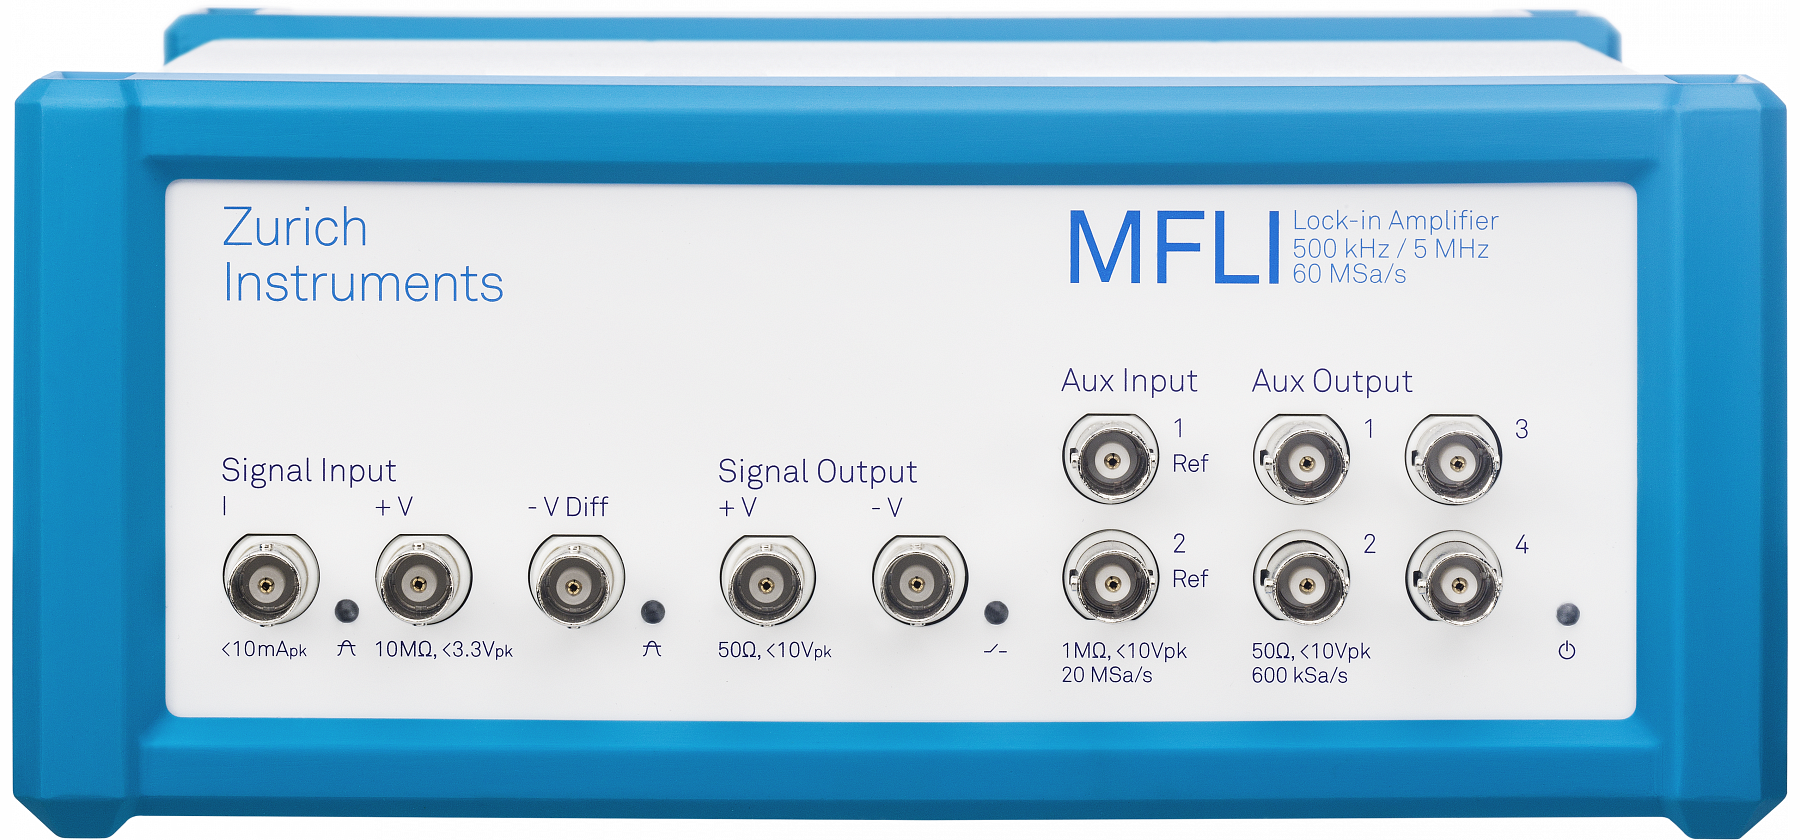 Zurich
Instruments
MFLI
Lock-in Amplifier
500 kHz / 5 MHz
60 MSa/s
Signal Input
I
+ V
- V Diff
<10mApk
10MΩ, <3.3Vpk
Signal Output
+ V
- V
50Ω, <10Vpk
Aux Input
1
Ref
2
Ref
1MΩ, <10Vpk
20 MSa/s
Aux Output
1
3
2
4
50Ω, <10Vpk
600 kSa/s